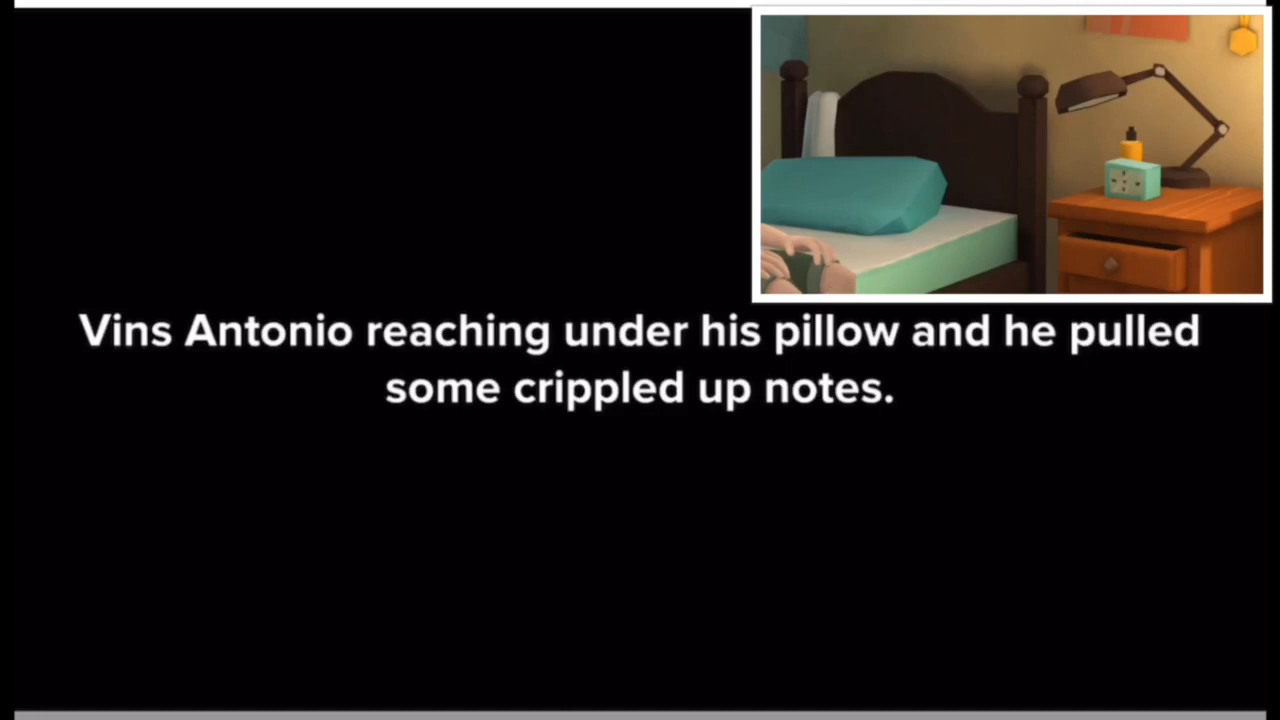 Vins Antonio reaching under his pillow and he pulled
some crippled up notes.